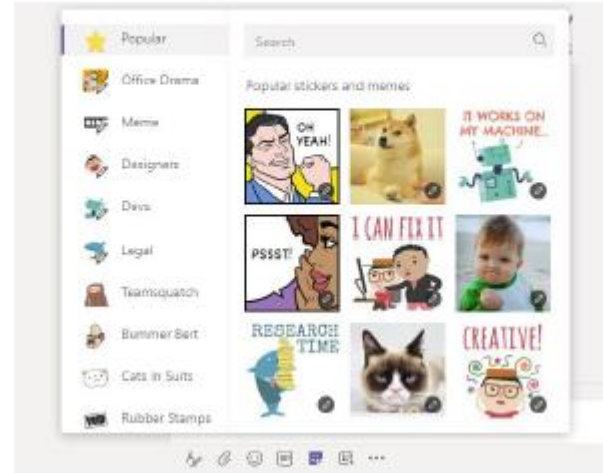 Popular
Office Drama
Meme
Designers
Devs
Legal
Teamsquatch
Bummer Bert
Cats in Suits
Rubber Stamps
Search
Popular stickers and memes
OH
YEAH!
IT WORKS ON
MY MACHINE...
PSSST!
I CAN FIX IT
RESEARCH
TIME
CREATIVE!